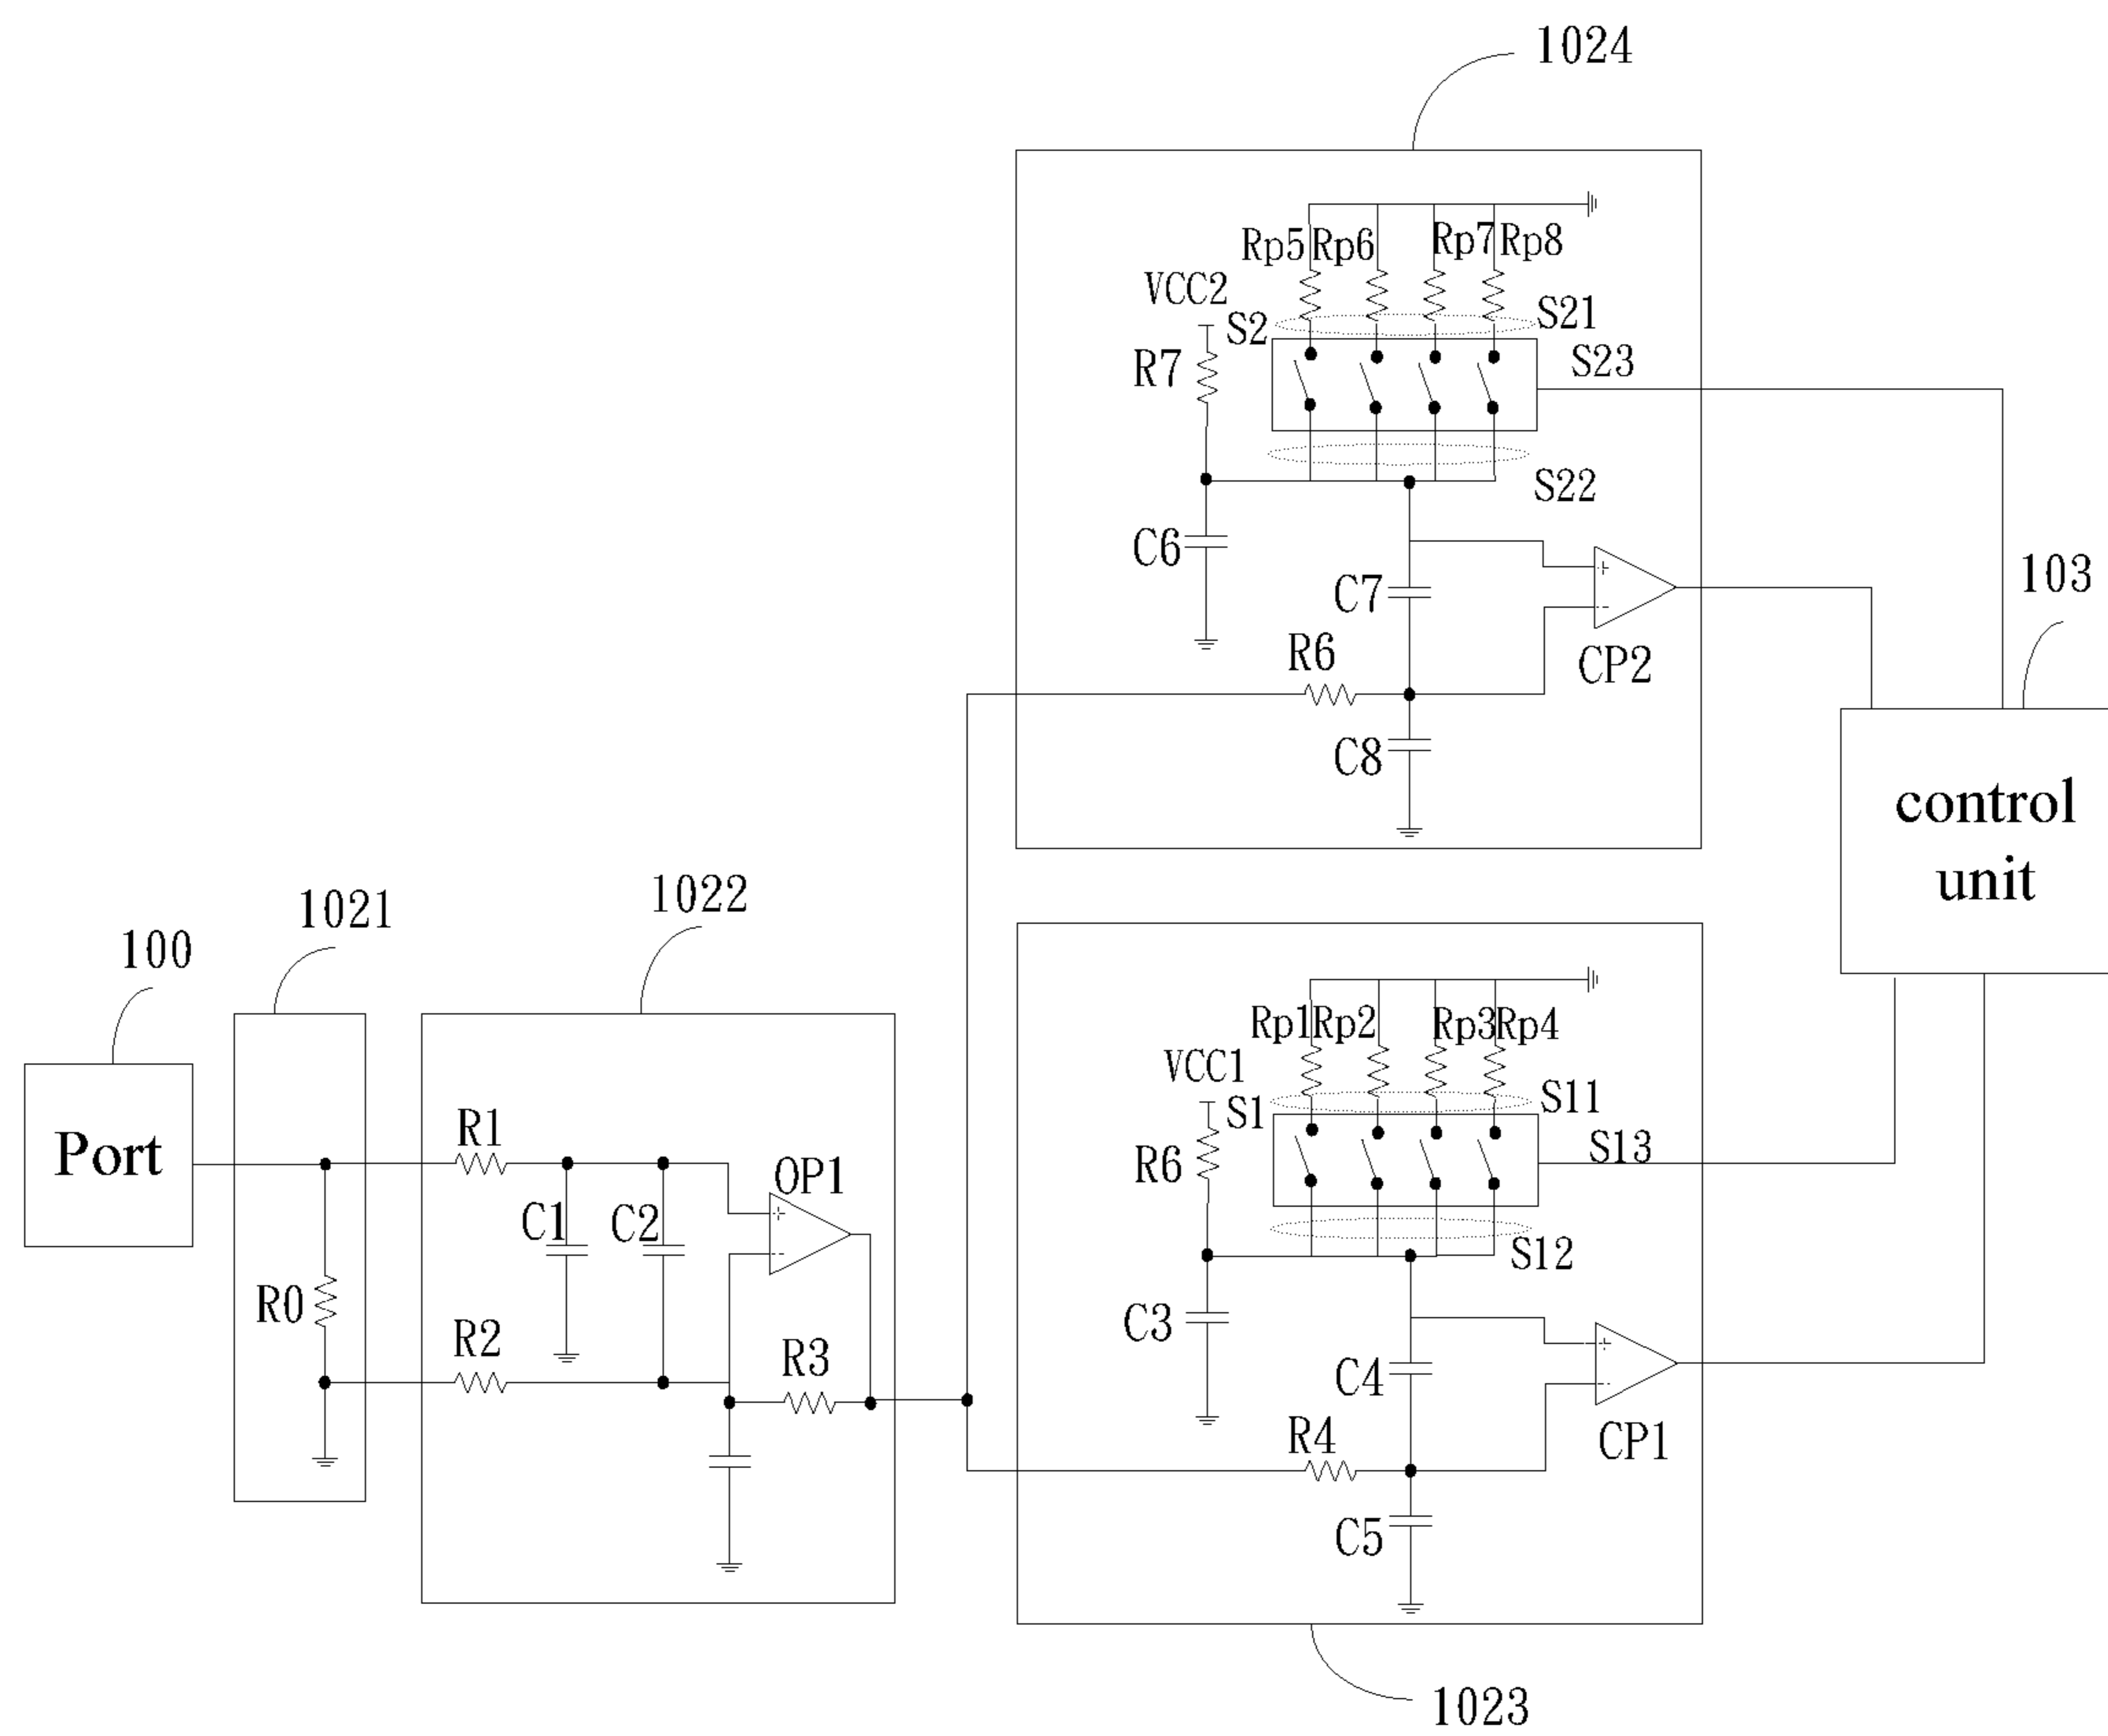 1024
Rp5 Rp6 Rp7 Rp8
VCC2
S2
S21
R7
S23
S22
C6
C7
CP2
R6
C8
103
control
unit
100
1021
1022
Port
R0
R1
C1
C2
OP1
R2
R3
Rp1 Rp2 Rp3 Rp4
VCC1
S1
S11
R6
S13
S12
C3
C4
CP1
R4
C5
1023